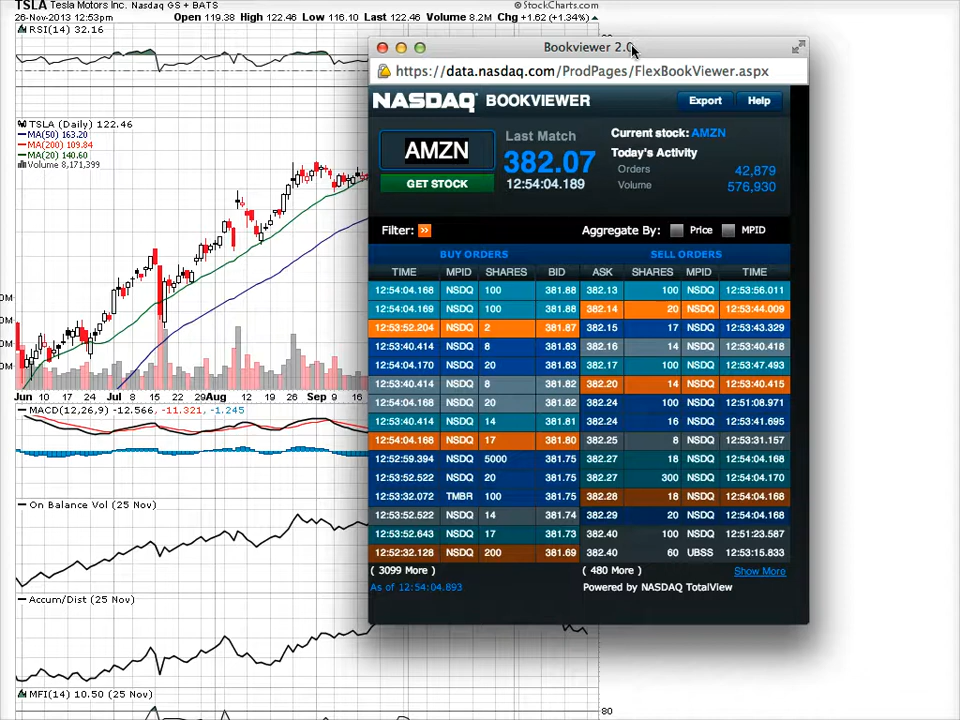 TSLA Tesla Motors Inc. Nasdaq GS + BATS
© StockCharts.com
26-Nov-2013 12:53pm
Open 119.38 High 122.46 Low 116.10 Last 122.46 Volume 8.2M Chg +1.62 (+1.34%)
RSI(14) 32.16
TSLA (Daily) 122.46
MA(50) 163.20
MA(200) 109.84
MA(20) 140.60
Volume 8,171,399
Jun 10 17 24 Jul 8 15 22 Aug 12 19 26 Sep 9 16
MACD(12,26,9) -12.566, -11.321, -1.245
On Balance Vol (25 Nov)
Accum/Dist (25 Nov)
MFI(14) 10.50 (25 Nov)
80
Bookviewer 2.0
https://data.nasdaq.com/ProdPages/FlexBookViewer.aspx
NASDAQ BOOKVIEWER
Export
Help
AMZN
GET STOCK
Last Match
382.07
12:54:04.189
Current stock: AMZN
Today's Activity
Orders 42,879
Volume 576,930
Filter: »
Aggregate By: Price MPID
BUY ORDERS SELL ORDERS
TIME MPID SHARES BID ASK SHARES MPID TIME
12:54:04.168 NSDQ 100 381.88 382.13 100 NSDQ 12:53:56.011
12:54:04.169 NSDQ 100 381.88 382.14 20 NSDQ 12:53:44.009
12:53:52.204 NSDQ 2 381.87 382.15 17 NSDQ 12:53:43.329
12:53:40.414 NSDQ 8 381.83 382.16 14 NSDQ 12:53:40.418
12:54:04.170 NSDQ 20 381.83 382.17 100 NSDQ 12:53:47.493
12:53:40.414 NSDQ 8 381.82 382.20 14 NSDQ 12:53:40.415
12:54:04.168 NSDQ 20 381.82 382.24 100 NSDQ 12:51:08.971
12:53:40.414 NSDQ 14 381.81 382.24 16 NSDQ 12:53:41.695
12:54:04.168 NSDQ 17 381.80 382.25 8 NSDQ 12:53:31.157
12:52:59.394 NSDQ 5000 381.75 382.27 18 NSDQ 12:54:04.170
12:53:52.522 NSDQ 20 381.75 382.27 300 NSDQ 12:54:04.168
12:53:32.072 TMBR 100 381.75 382.28 18 NSDQ 12:54:04.168
12:53:52.522 NSDQ 14 381.74 382.29 20 NSDQ 12:54:04.168
12:53:52.643 NSDQ 17 381.73 382.40 100 NSDQ 12:51:23.587
12:52:32.128 NSDQ 200 381.69 382.40 60 UBSS 12:53:15.833
( 3099 More ) ( 480 More ) Show More
As of 12:54:04.893
Powered by NASDAQ TotalView